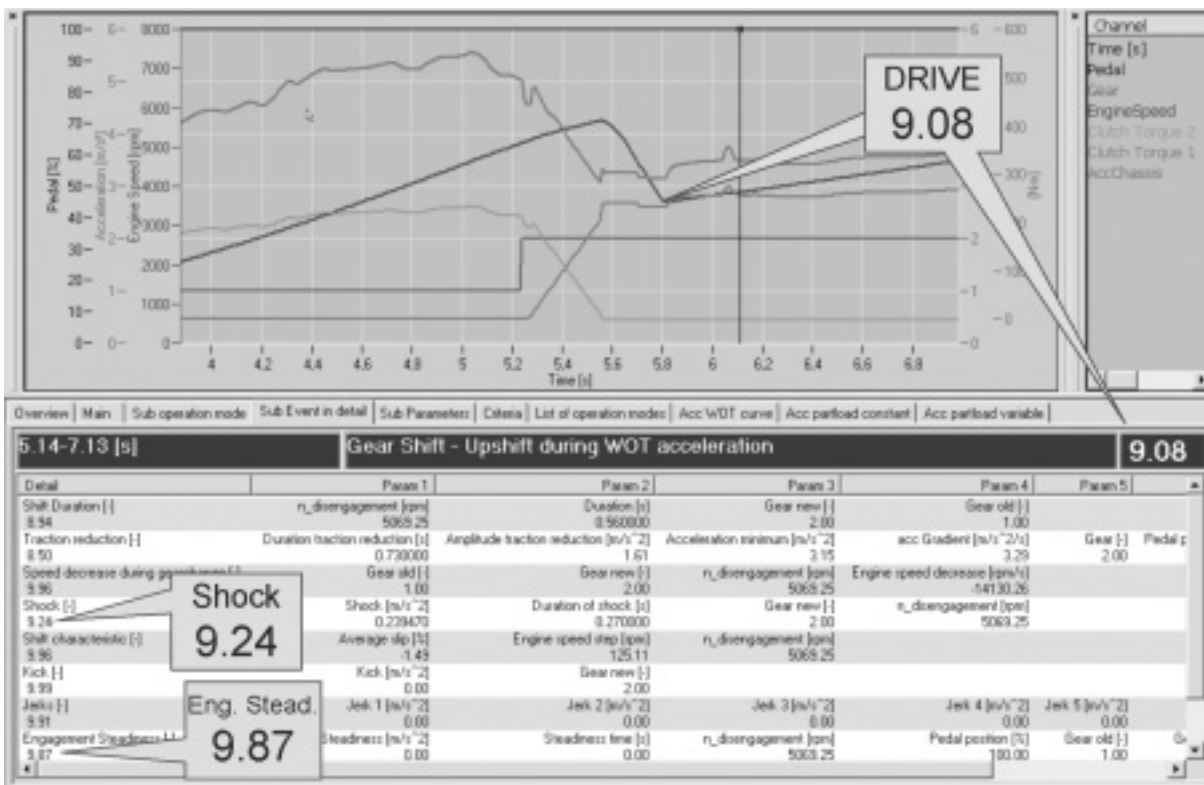 100-
6-
8000-
-6
-600
Channel
Time [s]
Pedal
Gear
EngineSpeed
Clutch Torque 2
Clutch Torque 1
AccChassis
90-
80-
70-
60-
50-
40-
30-
20-
10-
0-
5-
4-
3-
2-
1-
0-
7000-
6000-
5000-
4000-
3000-
2000-
1000-
0-
Pedal [%]
Acceleration [m/s²]
Engine Speed [rpm]
DRIVE
9.08
500
400
-300
-100
-0
[Nm]
-2
-1
-0
4 4.2 4.4 4.6 4.8 5 5.2 5.4 5.6 5.8 6 6.2 6.4 6.6 6.8
Time [s]
Overview Main Sub operation mode Sub Event in detail Sub Parameters Criteria List of operation modes Acc WOT curve Acc partload constant Acc partload variable
5.14-7.13 [s] Gear Shift - Upshift during WOT acceleration 9.08
Detail Param 1 Param 2 Param 3 Param 4 Param 5
Shift Duration [-] n_disengagement [rpm] Duration [s] Gear new [-] Gear old [-]
8.94 5069.25 0.960000 2.00 1.00
Traction reduction [-] Duration traction reduction [s] Amplitude traction reduction [m/s^2] Acceleration minimum [m/s^2] acc Gradient [m/s^2/s] Gear [-] Pedal p
8.50 0.730000 1.61 3.15 3.29 2.00
Speed decrease during gearchange [-] Gear old [-] Gear new [-] n_disengagement [rpm] Engine speed decrease [rpm/s]
9.96 1.00 2.00 5069.25 -14130.26
Shock [-] Shock [m/s^2] Duration of shock [s] Gear new [-] n_disengagement [rpm]
9.24 0.239470 0.270000 2.00 5069.25
Shock
9.24
Shift characteristic [-] Average slip [%] Engine speed step [rpm] n_disengagement [rpm]
9.96 -1.49 125.11 5069.25
Kick [-] Kick [m/s^2] Gear new [-]
9.99 0.00 2.00
Jerks [-] Jerk 1 [m/s^2] Jerk 2 [m/s^2] Jerk 3 [m/s^2] Jerk 4 [m/s^2] Jerk 5 [m/s^2]
9.91 0.00 0.00 0.00 0.00 0.00
Eng. Stead.
9.87
Engagement Steadiness [-] Steadiness [m/s^2] Steadiness time [s] n_disengagement [rpm] Pedal position [%] Gear old [-] G
9.87 0.00 0.00 5069.25 100.00 1.00